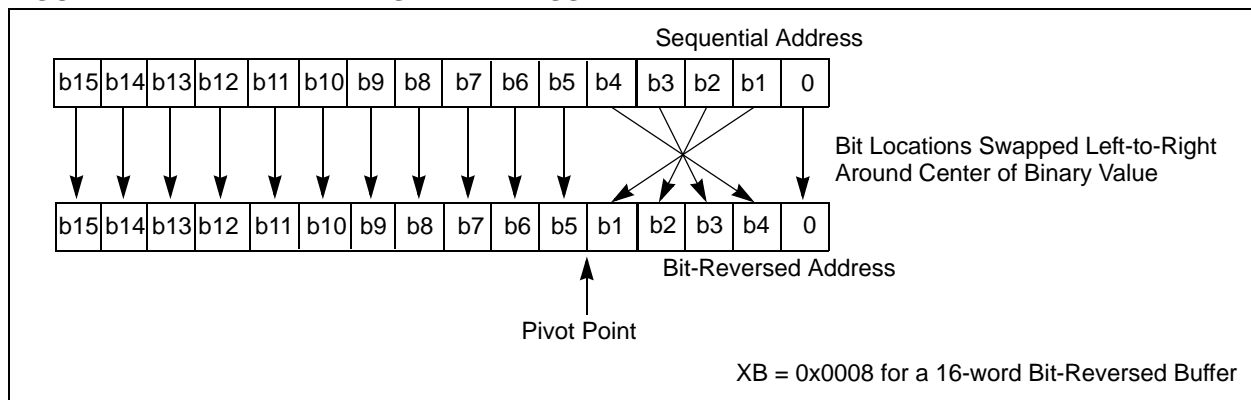 Sequential Address
b15 b14 b13 b12 b11 b10 b9 b8 b7 b6 b5 b4 b3 b2 b1 0
Bit Locations Swapped Left-to-Right
Around Center of Binary Value
b15 b14 b13 b12 b11 b10 b9 b8 b7 b6 b5 b1 b2 b3 b4 0
Bit-Reversed Address
Pivot Point
XB = 0x0008 for a 16-word Bit-Reversed Buffer